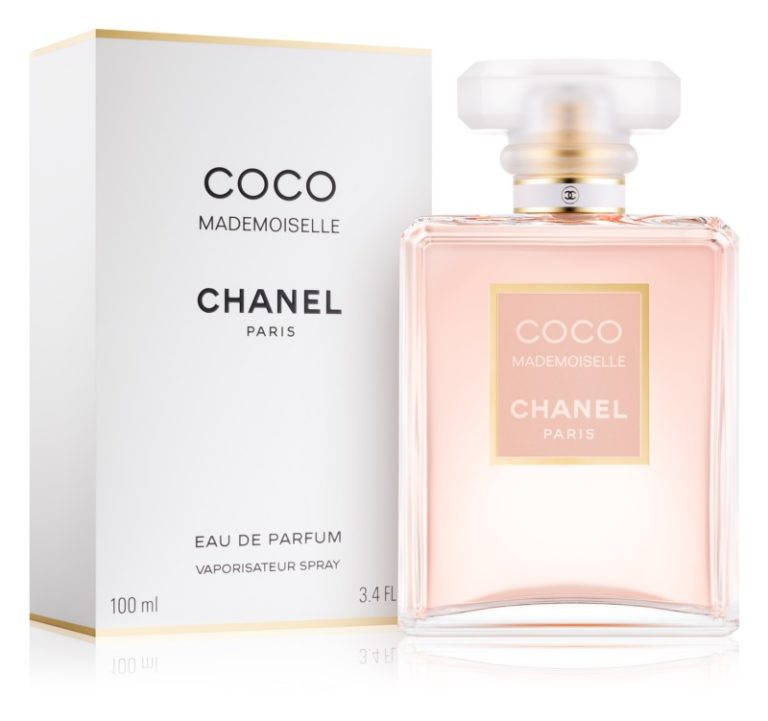 COCO
MADEMOISELLE
CHANEL
PARIS
EAU DE PARFUM
VAPORISATEUR SPRAY
100 ml
3.4 FL
COCO
MADEMOISELLE
CHANEL
PARIS